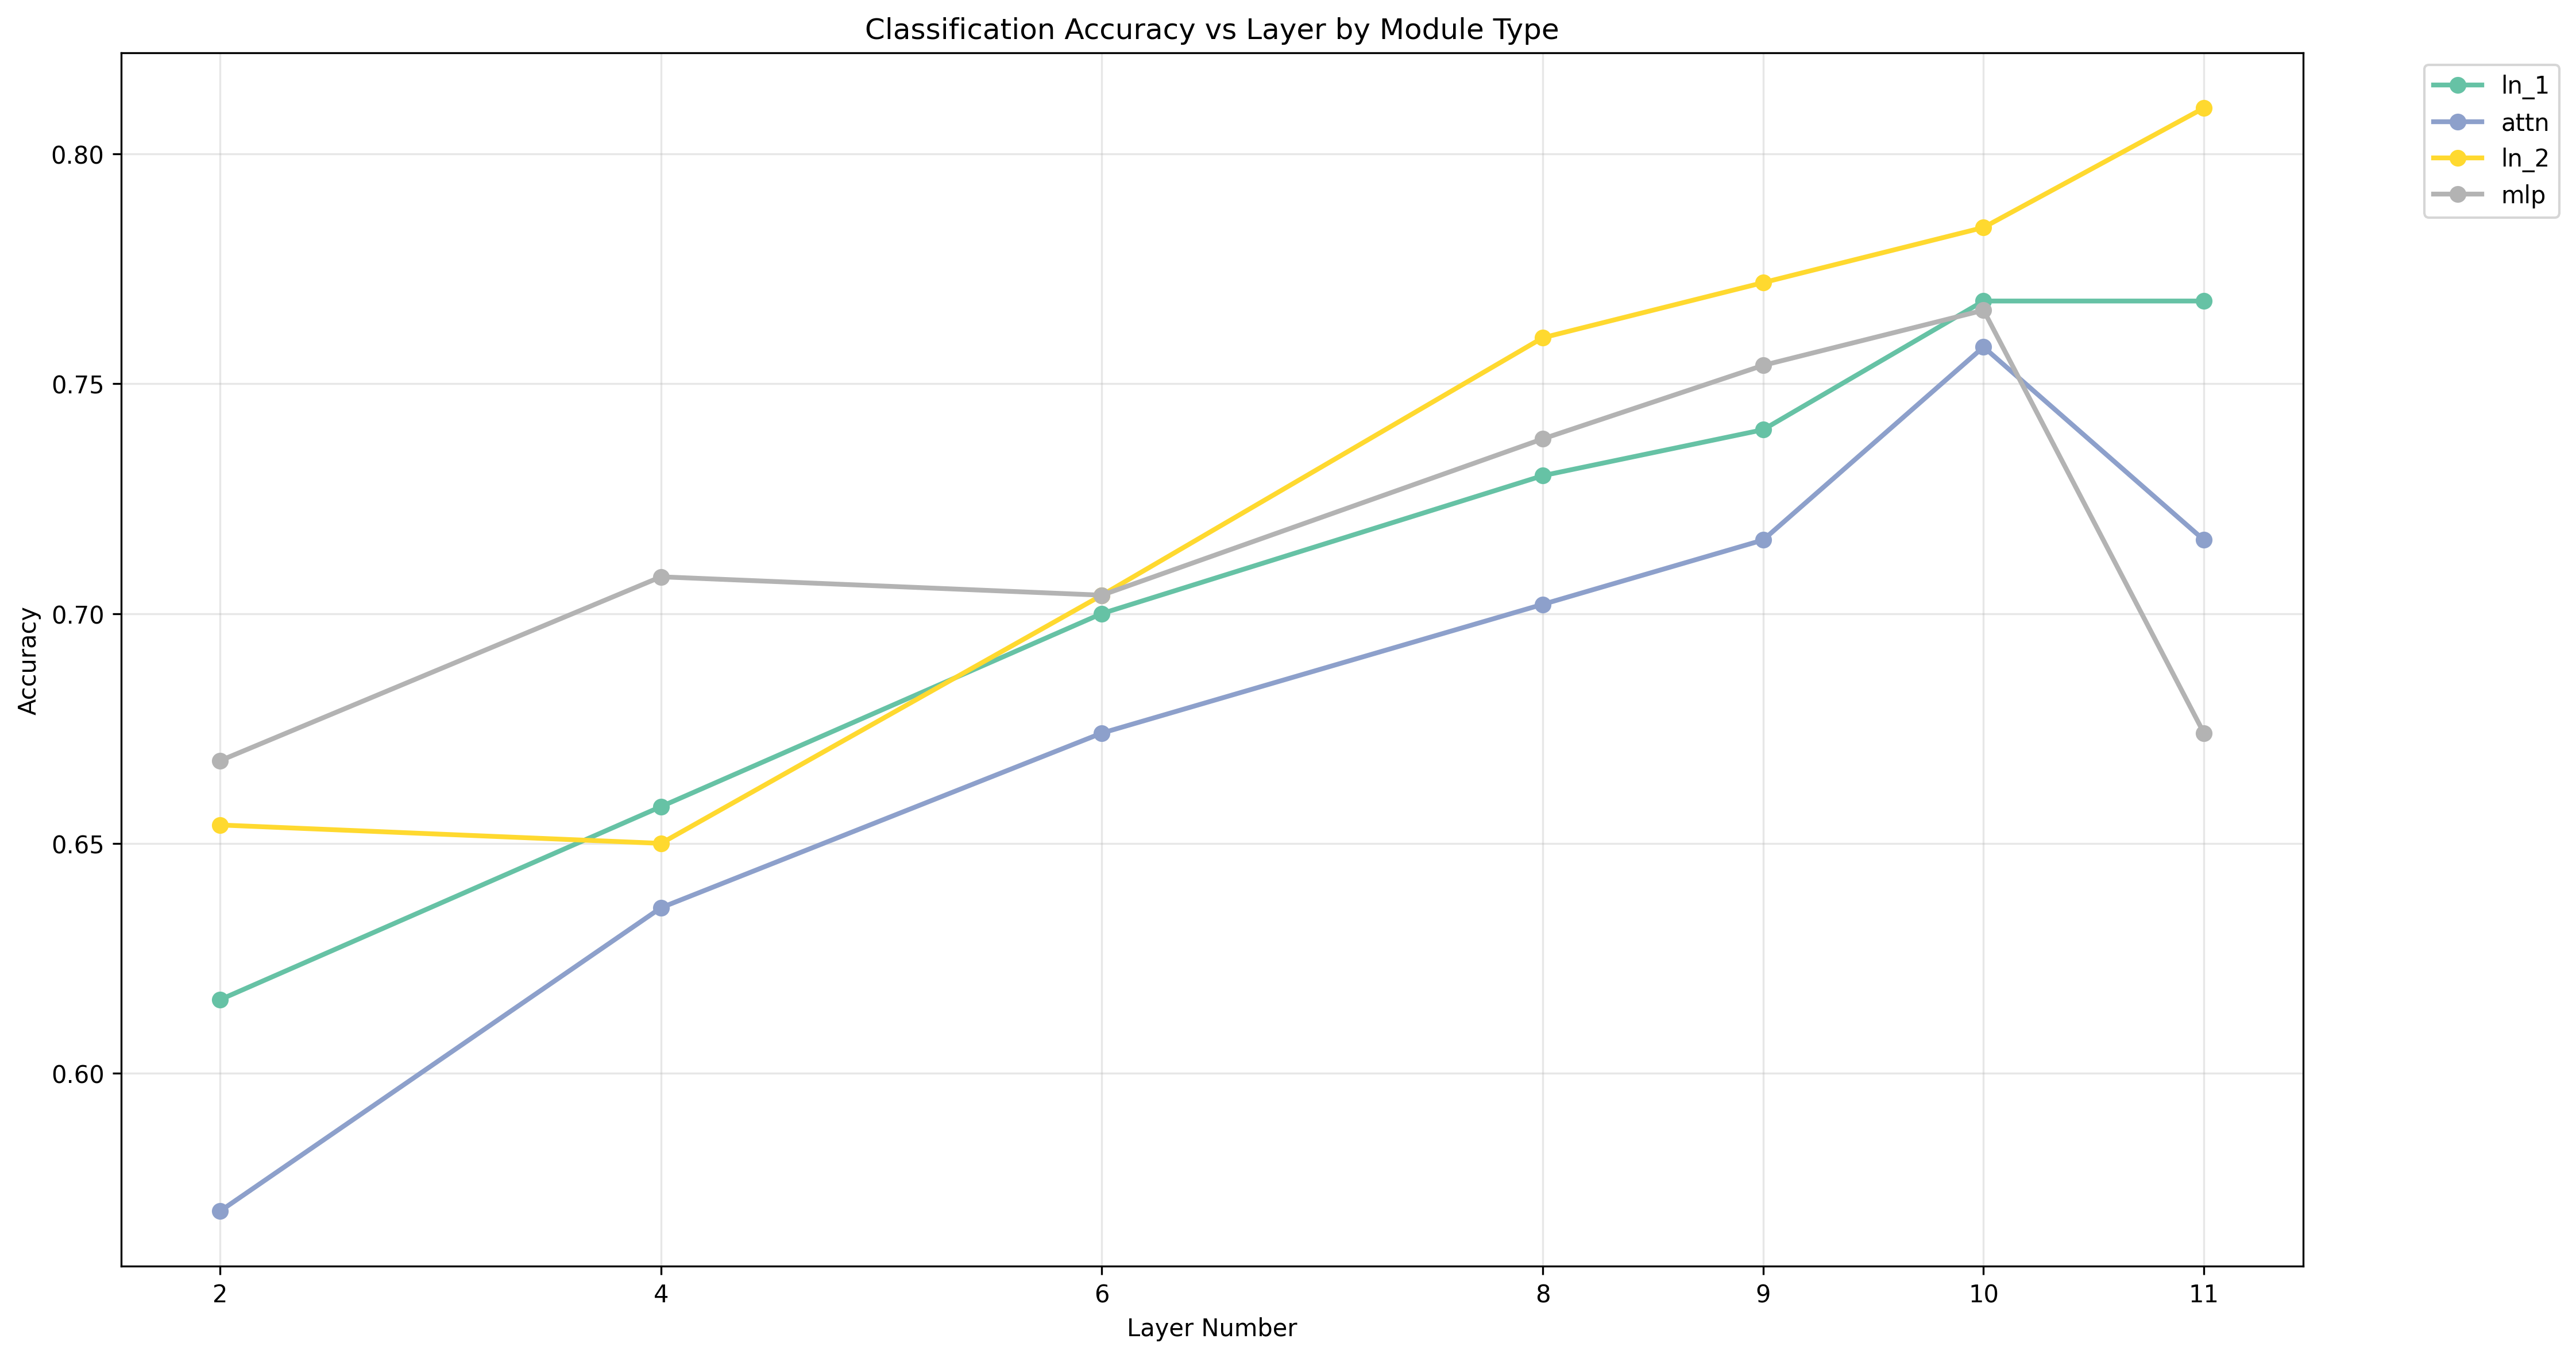 Classification Accuracy vs Layer by Module Type
ln_1
attn
ln_2
mlp
0.80
0.75
0.70
0.65
0.60
Accuracy
2 4 6 8 9 10 11
Layer Number